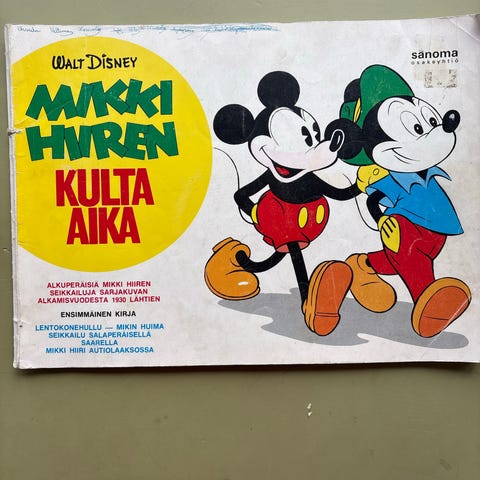 WALT DISNEY
MIKKI
HIIREN
KULTA
AIKA
sanoma
osakeyhtiö
ALKUPERÄISIÄ MIKKI HIIREN
SEIKKAILUJA SARJAKUVAN
ALKAMISVUODESTA 1930 LÄHTIEN
ENSIMMÄINEN KIRJA
LENTOKONEHULLU — MIKIN HUIMA
SEIKKAILU SALAPERÄISELLÄ
SAARELLA
MIKKI HIIRI AUTIOLAAKSOSSA